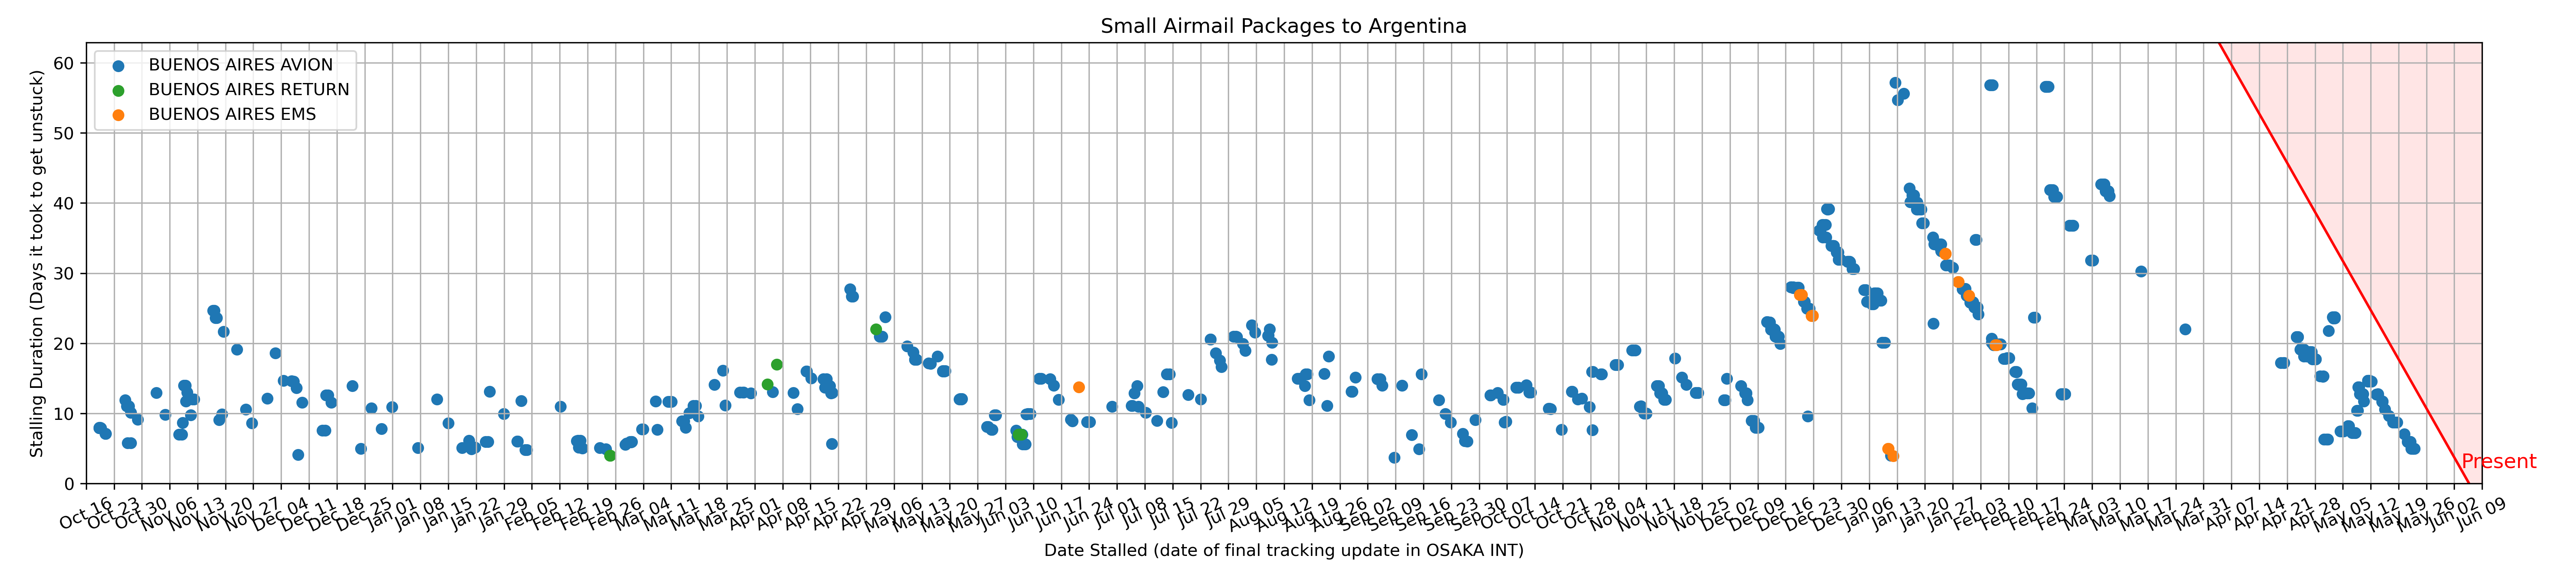 Small Airmail Packages to Argentina
BUENOS AIRES AVION
BUENOS AIRES RETURN
BUENOS AIRES EMS
Stalling Duration (Days it took to get unstuck)
60
50
40
30
20
10
0
Present
Oct 16 Oct 23 Oct 30 Nov 06 Nov 13 Nov 20 Nov 27 Dec 04 Dec 11 Dec 18 Dec 25 Jan 01 Jan 08 Jan 15 Jan 22 Jan 29 Feb 05 Feb 12 Feb 19 Feb 26 Mar 04 Mar 11 Mar 18 Mar 25 Apr 01 Apr 08 Apr 15 Apr 22 Apr 29 May 06 May 13 May 20 May 27 Jun 03 Jun 10 Jun 17 Jun 24 Jul 01 Jul 08 Jul 15 Jul 22 Jul 29 Aug 05 Aug 12 Aug 19 Aug 26 Sep 02 Sep 09 Sep 16 Sep 23 Sep 30 Oct 07 Oct 14 Oct 21 Oct 28 Nov 04 Nov 11 Nov 18 Nov 25 Dec 02 Dec 09 Dec 16 Dec 23 Dec 30 Jan 06 Jan 13 Jan 20 Jan 27 Feb 03 Feb 10 Feb 17 Feb 24 Mar 03 Mar 10 Mar 17 Mar 24 Mar 31 Apr 07 Apr 14 Apr 21 Apr 28 May 05 May 12 May 19 May 26 Jun 02 Jun 09
Date Stalled (date of final tracking update in OSAKA INT)